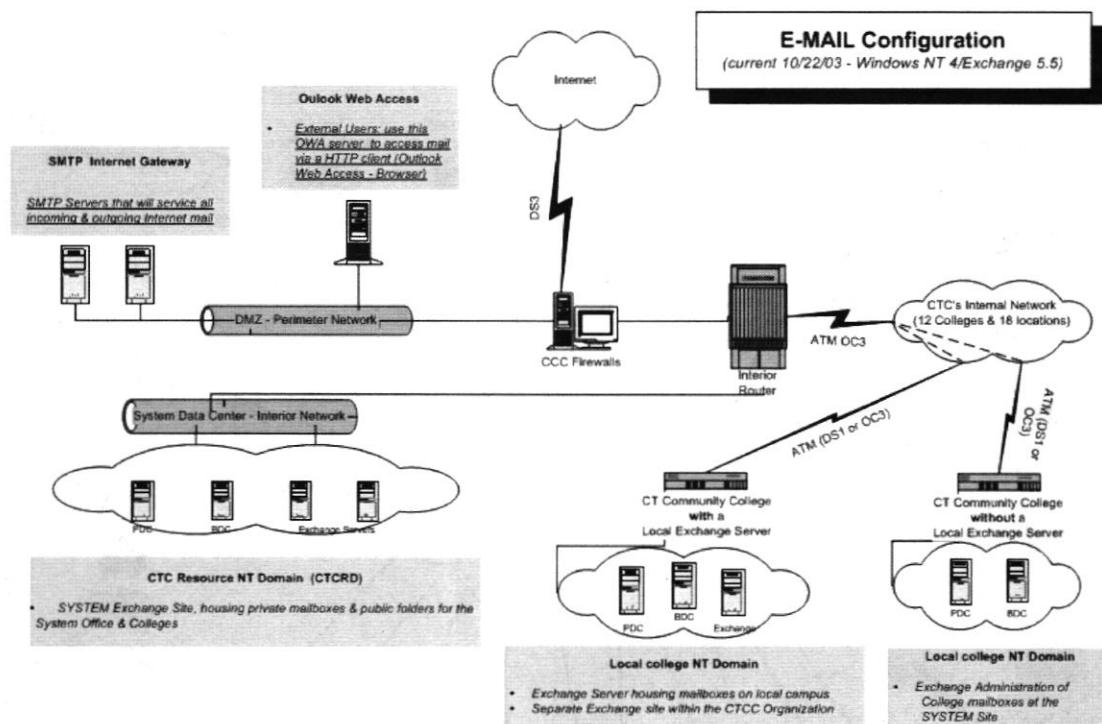 E-MAIL Configuration
(current 10/22/03 - Windows NT 4/Exchange 5.5)
Internet
Oulook Web Access
• External Users: use this
OWA server to access mail
via a HTTP client (Outlook
Web Access - Browser)
SMTP Internet Gateway
SMTP Servers that will service all
incoming & outgoing Internet mail
DS3
DMZ - Perimeter Network
CCC Firewalls
Interior
Router
ATM OC3
CTC's Internal Network
(12 Colleges & 18 locations)
System Data Center - Interior Network
ATM (DS1 or OC3)
ATM (DS1 or
OC3)
PDC
BDC
Exchange Servers
CT Community College
with a
Local Exchange Server
CT Community College
without a
Local Exchange Server
CTC Resource NT Domain (CTCRD)
• SYSTEM Exchange Site, housing private mailboxes & public folders for the
System Office & Colleges
PDC
BDC
Exchange
PDC
BDC
Local college NT Domain
• Exchange Server housing mailboxes on local campus
• Separate Exchange site within the CTCC Organization
Local college NT Domain
• Exchange Administration of
College mailboxes at the
SYSTEM Site